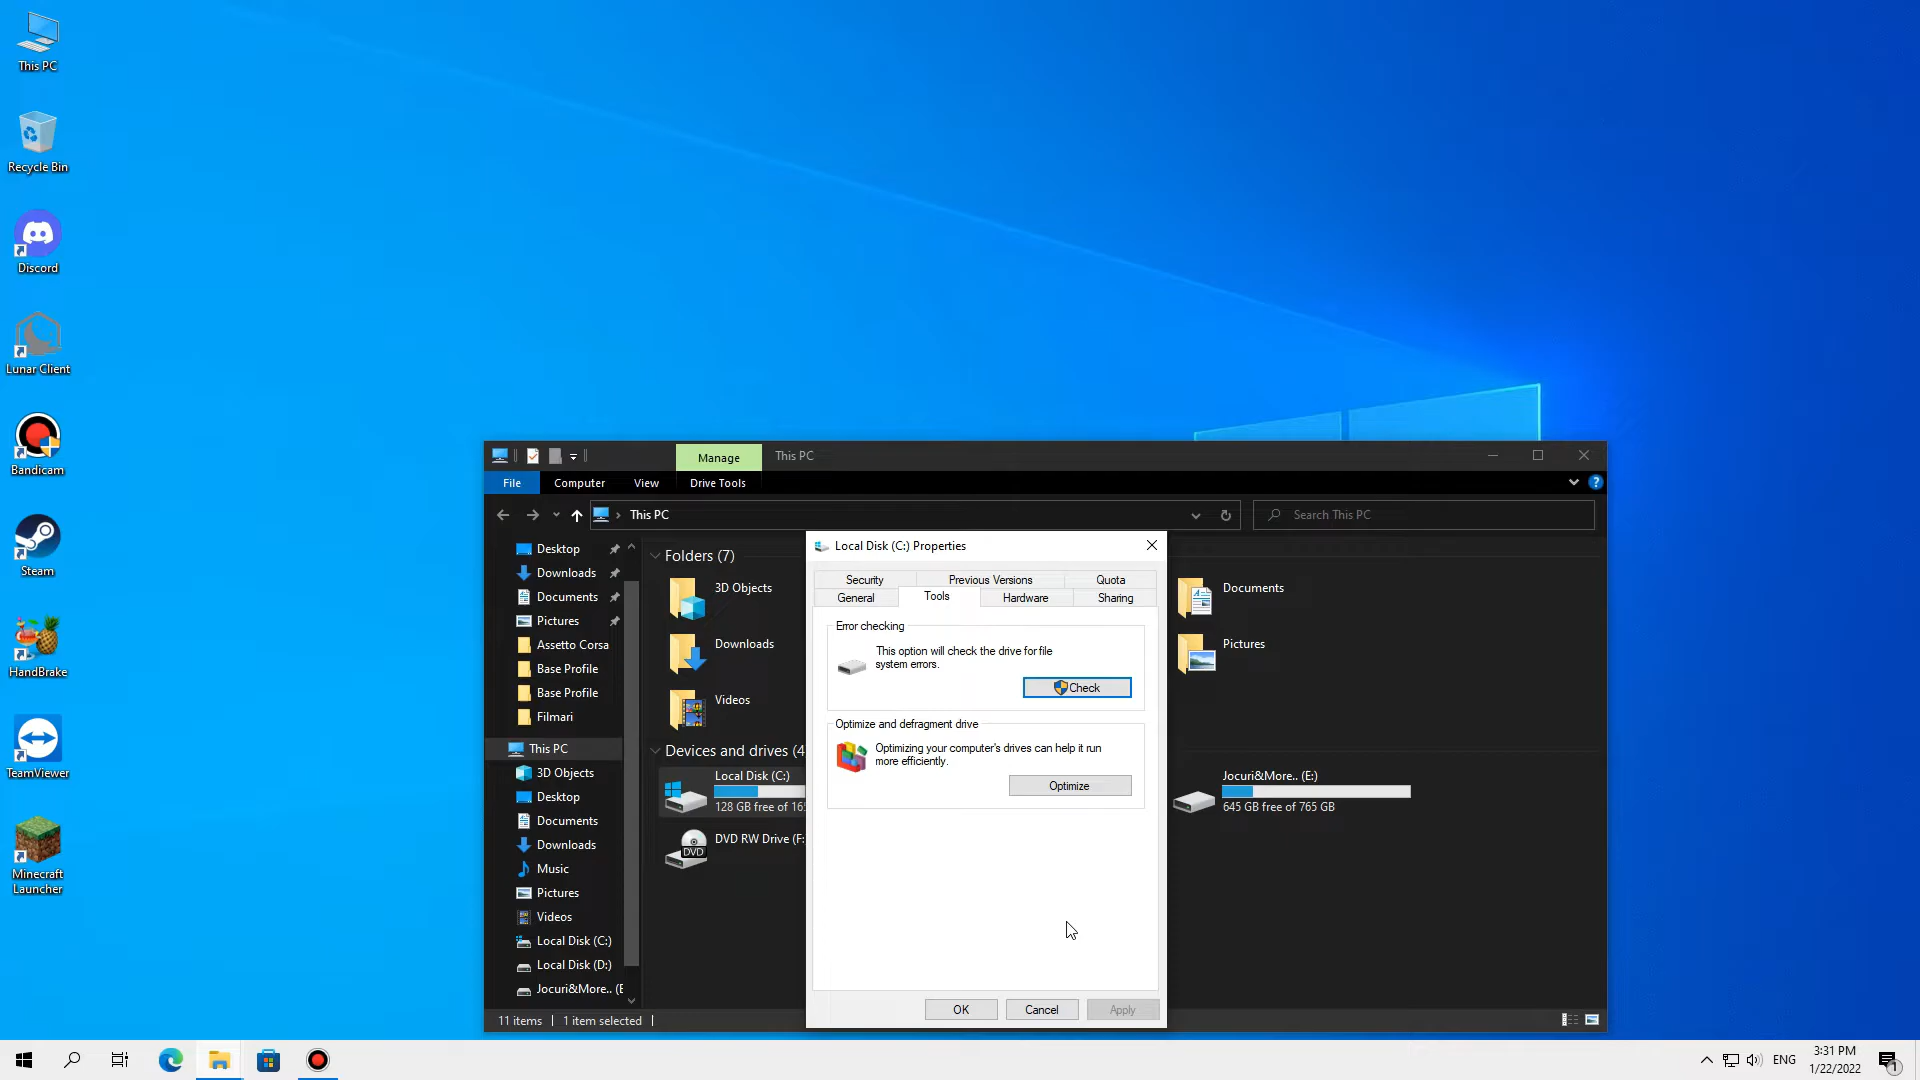 This PC
Recycle Bin
Discord
Lunar Client
Bandicam
Steam
HandBrake
TeamViewer
Minecraft
Launcher
Manage
This PC
File
Computer
View
Drive Tools
?
This PC
Search This PC
Desktop
Downloads
Documents
Pictures
Assetto Corsa
Base Profile
Base Profile
Filmari
This PC
3D Objects
Desktop
Documents
Downloads
Music
Pictures
Videos
Local Disk (C:)
Local Disk (D:)
Jocuri&More.. (E
Folders (7)
3D Objects
Downloads
Videos
Documents
Pictures
Devices and drives (4
Local Disk (C:)
128 GB free of 165
DVD
DVD RW Drive (F:
Jocuri&More.. (E:)
645 GB free of 765 GB
Local Disk (C:) Properties
Security
Previous Versions
Quota
General
Tools
Hardware
Sharing
Error checking
This option will check the drive for file
system errors.
Check
Optimize and defragment drive
Optimizing your computer's drives can help it run
more efficiently.
Optimize
OK
Cancel
Apply
11 items
1 item selected
ENG
3:31 PM
1/22/2022
1